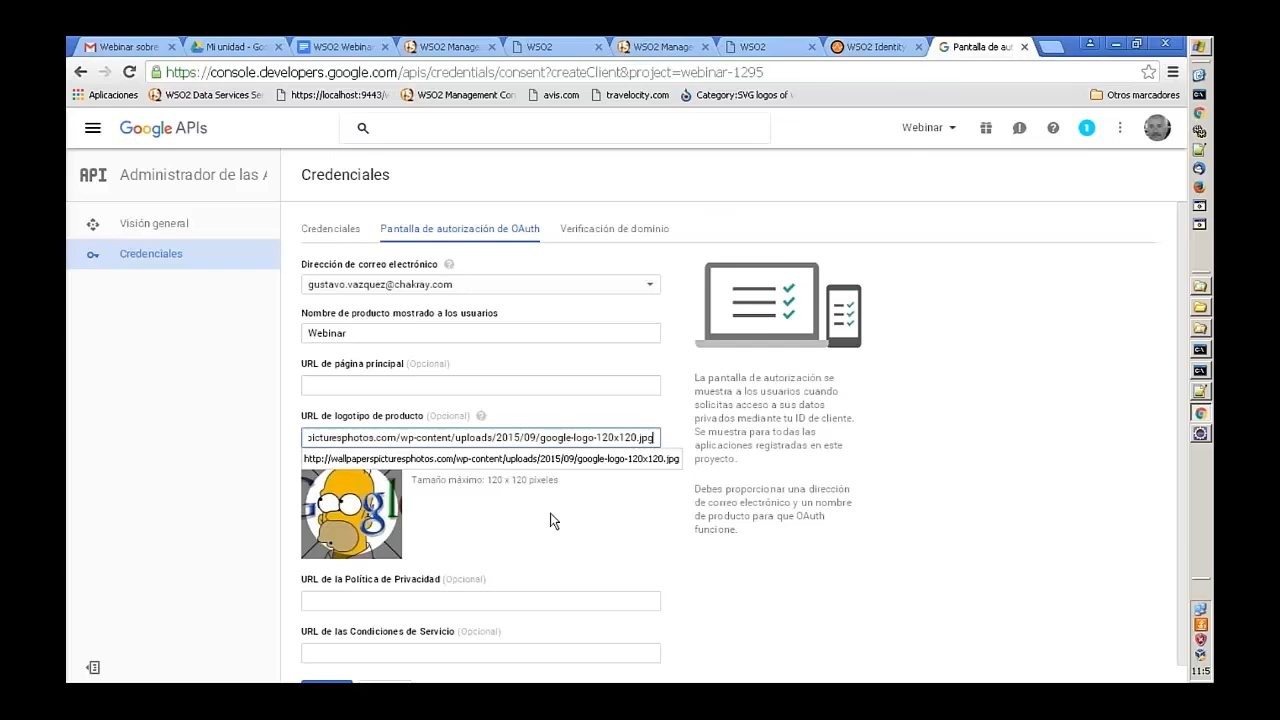 Webinar sobre
Mi unidad - Go
WSO2 Webina
WSO2 Manage
WSO2
WSO2 Manage
WSO2
WSO2 Identity
Pantalla de au
https://console.developers.google.com/apis/credentials/consent?createClient&project=webinar-1295
Aplicaciones
WSO2 Data Services Se
https://localhost:9443/
WSO2 Management Co
avis.com
travelocity.com
Category:SVG logos of
Otros marcadores
Google APIs
Webinar
1
API Administrador de las A
Credenciales
Visión general
Credenciales
Credenciales
Pantalla de autorización de OAuth
Verificación de dominio
Dirección de correo electrónico ?
gustavo.vazquez@chakray.com
Nombre de producto mostrado a los usuarios
Webinar
URL de página principal (Opcional)
URL de logotipo de producto (Opcional) ?
picturesphotos.com/wp-content/uploads/2015/09/google-logo-120x120.jpg
http://wallpaperspicturesphotos.com/wp-content/uploads/2015/09/google-logo-120x120.jpg
Tamaño máximo: 120 x 120 píxeles
gl
URL de la Política de Privacidad (Opcional)
URL de las Condiciones de Servicio (Opcional)
La pantalla de autorización se
muestra a los usuarios cuando
solicitas acceso a sus datos
privados mediante tu ID de cliente.
Se muestra para todas las
aplicaciones registradas en este
proyecto.
Debes proporcionar una dirección
de correo electrónico y un nombre
de producto para que OAuth
funcione.
11:5